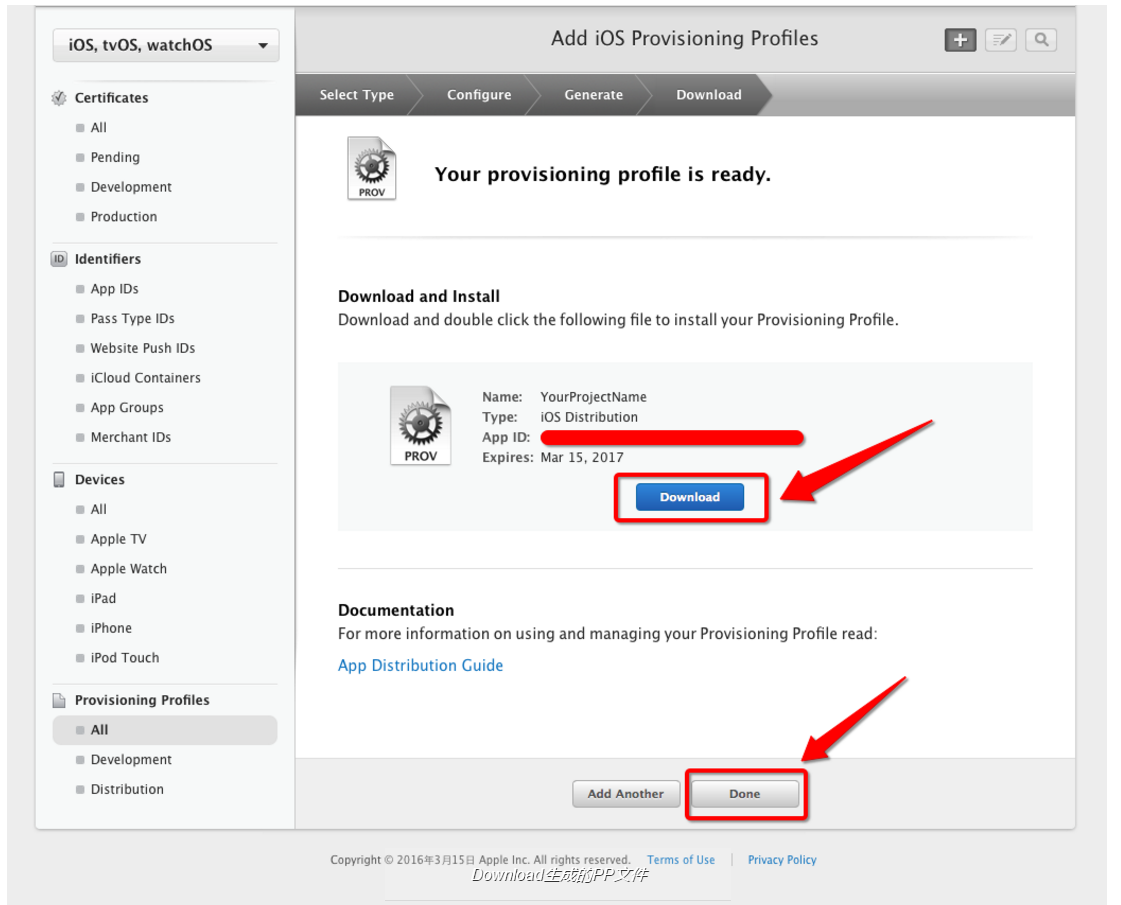 iOS, tvOS, watchOS
Add iOS Provisioning Profiles
Certificates
All
Pending
Development
Production
ID Identifiers
App IDs
Pass Type IDs
Website Push IDs
iCloud Containers
App Groups
Merchant IDs
Devices
All
Apple TV
Apple Watch
iPad
iPhone
iPod Touch
Provisioning Profiles
All
Development
Distribution
Select Type Configure Generate Download
PROV
Your provisioning profile is ready.
Download and Install
Download and double click the following file to install your Provisioning Profile.
PROV
Name: YourProjectName
Type: iOS Distribution
App ID:
Expires: Mar 15, 2017
Download
Documentation
For more information on using and managing your Provisioning Profile read:
App Distribution Guide
Add Another Done
Copyright © 2016年3月15日 Apple Inc. All rights reserved. Terms of Use | Privacy Policy
Download生成的PP文件